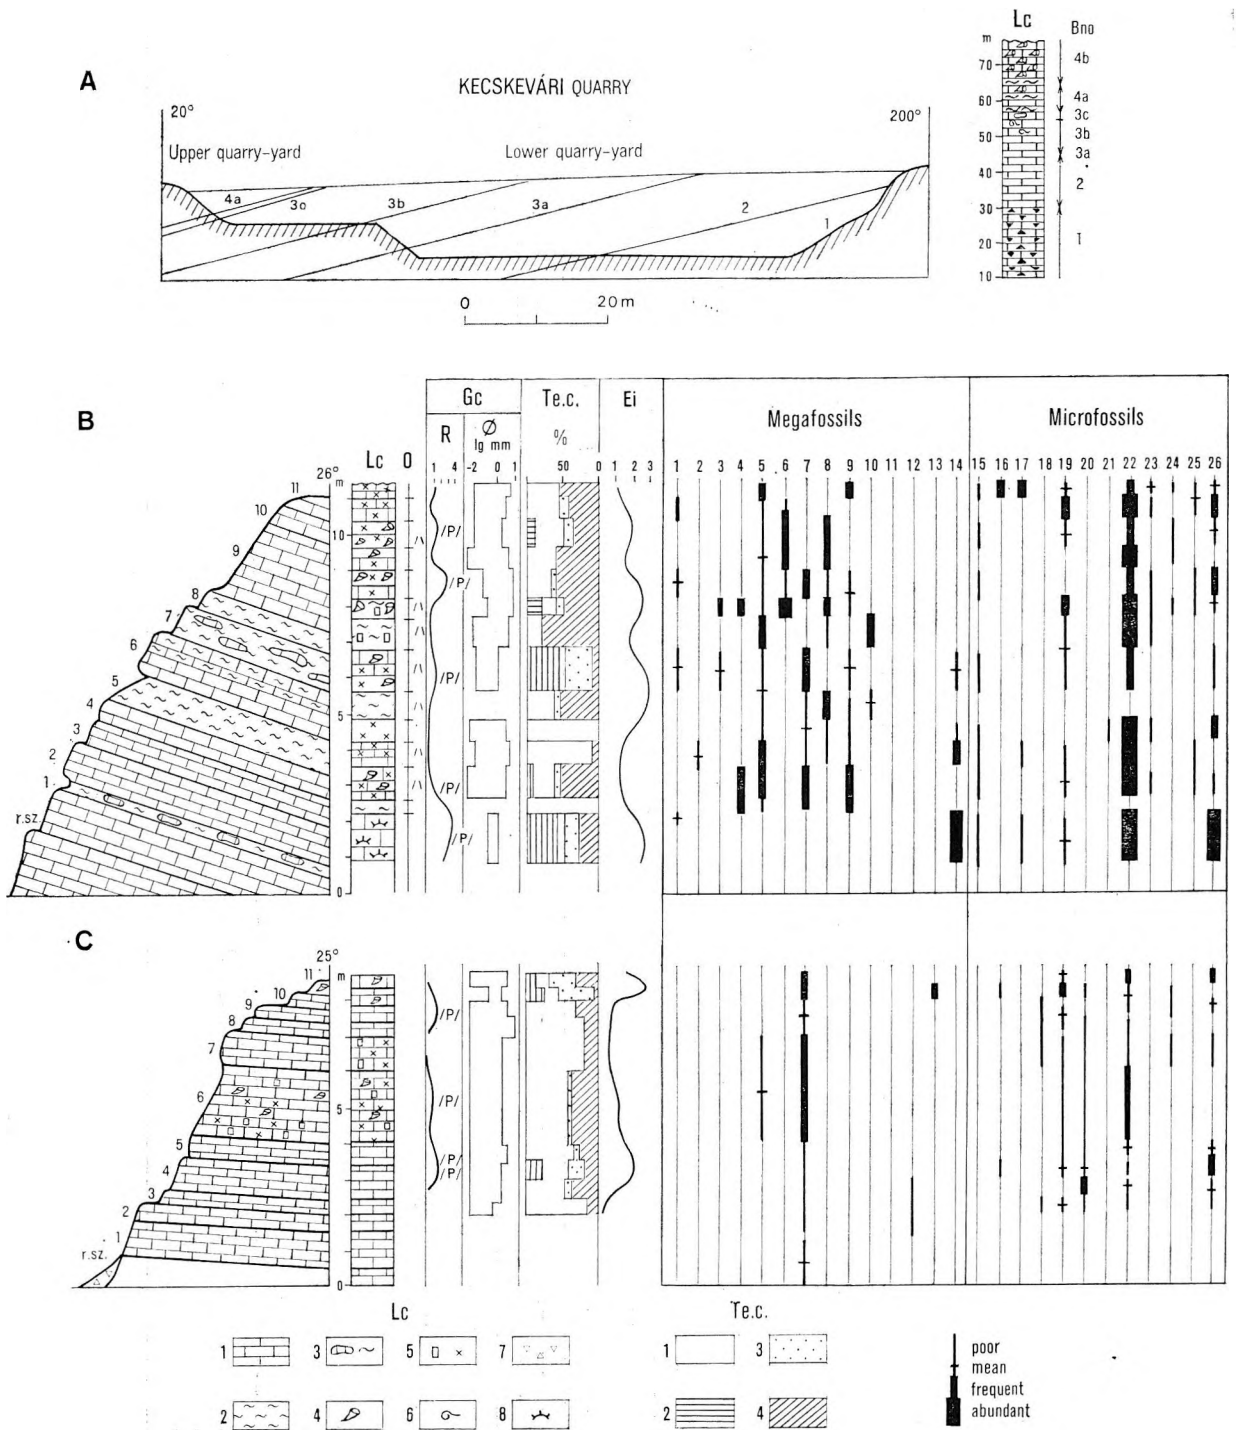 A
KECSKEVÁRI QUARRY
20°
200°
Upper quarry-yard
Lower quarry-yard
4a
3c
3b
3a
2
1
0
20 m
Lc
Bno
m
70
60
50
40
30
20
10
4b
4a
3c
3b
3a
2
1
B
Gc
Te.c.
Ei
Megafossils
Microfossils
R
Ø
lg mm
%
Lc
O
26°
m
1 4
-2 0 1
50 0
1 2 3
1 2 3 4 5 6 7 8 9 10 11 12 13 14 15 16 17 18 19 20 21 22 23 24 25 26
11
10
9
8
7
6
5
4
3
2
1
r.sz.
10
5
0
/P/
/P/
/P/
/P/
/P/
C
25°
m
11
10
9
8
7
6
5
4
3
2
1
r.sz.
5
0
/P/
/P/
/P/
/P/
Lc
Te.c.
1
3
5
7
1
3
2
4
6
8
2
4
poor
mean
frequent
abundant